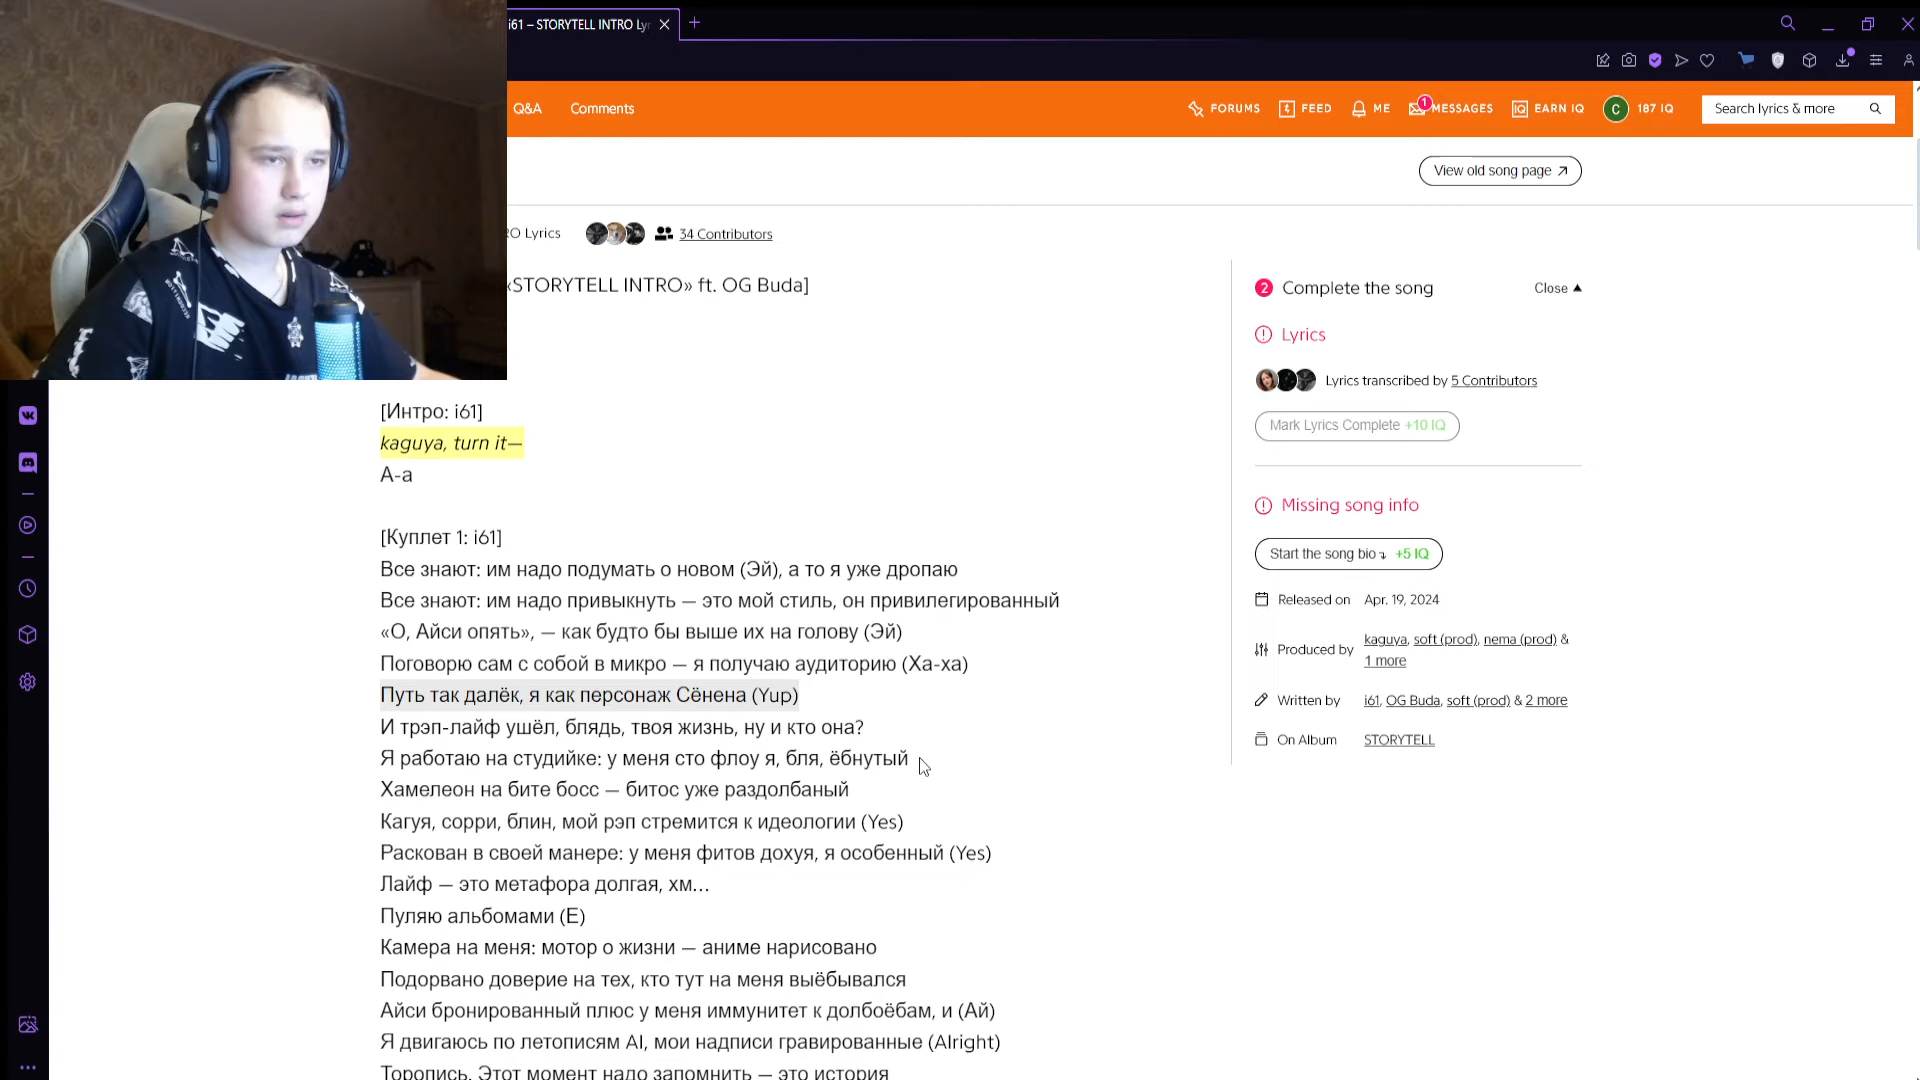 i61 – STORYTELL INTRO Ly
Q&A
Comments
FORUMS
FEED
ME
1
MESSAGES
EARN IQ
C
187 IQ
Search lyrics & more
View old song page
RO Lyrics
34 Contributors
«STORYTELL INTRO» ft. OG Buda]
[Интро: i61]
kaguya, turn it—
А-а
[Куплет 1: i61]
Все знают: им надо подумать о новом (Эй), а то я уже дропаю
Все знают: им надо привыкнуть — это мой стиль, он привилегированный
«О, Айси опять», — как будто бы выше их на голову (Эй)
Поговорю сам с собой в микро — я получаю аудиторию (Ха-ха)
Путь так далёк, я как персонаж Сёнена (Yup)
И трэп-лайф ушёл, блядь, твоя жизнь, ну и кто она?
Я работаю на студийке: у меня сто флоу я, бля, ёбнутый
Хамелеон на бите босс — битос уже раздолбаный
Кагуя, сорри, блин, мой рэп стремится к идеологии (Yes)
Раскован в своей манере: у меня фитов дохуя, я особенный (Yes)
Лайф — это метафора долгая, хм...
Пуляю альбомами (Е)
Камера на меня: мотор о жизни — аниме нарисовано
Подорвано доверие на тех, кто тут на меня выёбывался
Айси бронированный плюс у меня иммунитет к долбоёбам, и (Ай)
Я двигаюсь по летописям AI, мои надписи гравированные (Alright)
Торопись. Этот момент надо запомнить — это история
2 Complete the song
Close
Lyrics
Lyrics transcribed by 5 Contributors
Mark Lyrics Complete +10 IQ
Missing song info
Start the song bio +5 IQ
Released on Apr. 19, 2024
Produced by kaguya, soft (prod), nema (prod) &
1 more
Written by i61, OG Buda, soft (prod) & 2 more
On Album STORYTELL